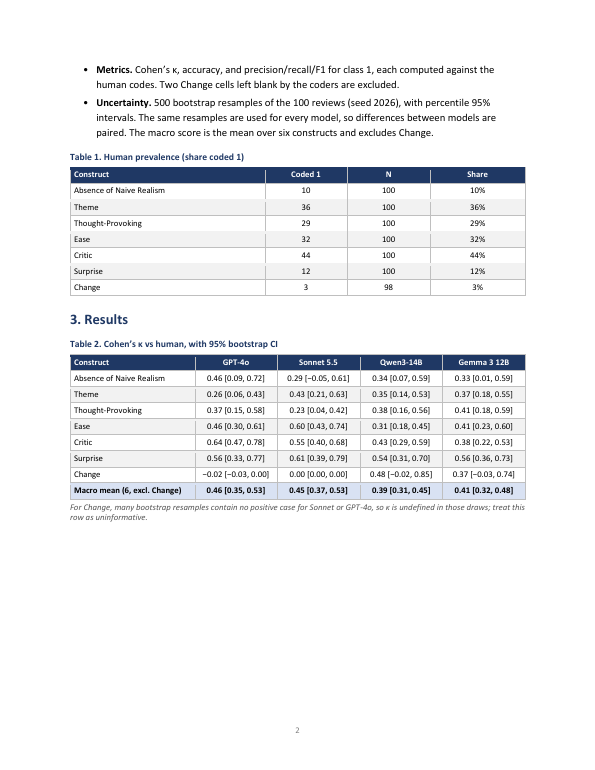 • Metrics. Cohen's κ, accuracy, and precision/recall/F1 for class 1, each computed against the
human codes. Two Change cells left blank by the coders are excluded.
• Uncertainty. 500 bootstrap resamples of the 100 reviews (seed 2026), with percentile 95%
intervals. The same resamples are used for every model, so differences between models are
paired. The macro score is the mean over six constructs and excludes Change.
Table 1. Human prevalence (share coded 1)
Construct Coded 1 N Share
Absence of Naive Realism 10 100 10%
Theme 36 100 36%
Thought-Provoking 29 100 29%
Ease 32 100 32%
Critic 44 100 44%
Surprise 12 100 12%
Change 3 98 3%
3. Results
Table 2. Cohen's κ vs human, with 95% bootstrap CI
Construct GPT-4o Sonnet 5.5 Qwen3-14B Gemma 3 12B
Absence of Naive Realism 0.46 [0.09, 0.72] 0.29 [−0.05, 0.61] 0.34 [0.07, 0.59] 0.33 [0.01, 0.59]
Theme 0.26 [0.06, 0.43] 0.43 [0.21, 0.63] 0.35 [0.14, 0.53] 0.37 [0.18, 0.55]
Thought-Provoking 0.37 [0.15, 0.58] 0.23 [0.04, 0.42] 0.38 [0.16, 0.56] 0.41 [0.18, 0.59]
Ease 0.46 [0.30, 0.61] 0.60 [0.43, 0.74] 0.31 [0.18, 0.45] 0.41 [0.23, 0.60]
Critic 0.64 [0.47, 0.78] 0.55 [0.40, 0.68] 0.43 [0.29, 0.59] 0.38 [0.22, 0.53]
Surprise 0.56 [0.33, 0.77] 0.61 [0.39, 0.79] 0.54 [0.31, 0.70] 0.56 [0.36, 0.73]
Change −0.02 [−0.03, 0.00] 0.00 [0.00, 0.00] 0.48 [−0.02, 0.85] 0.37 [−0.03, 0.74]
Macro mean (6, excl. Change) 0.46 [0.35, 0.53] 0.45 [0.37, 0.53] 0.39 [0.31, 0.45] 0.41 [0.32, 0.48]
For Change, many bootstrap resamples contain no positive case for Sonnet or GPT-4o, so κ is undefined in those draws; treat this
row as uninformative.
2